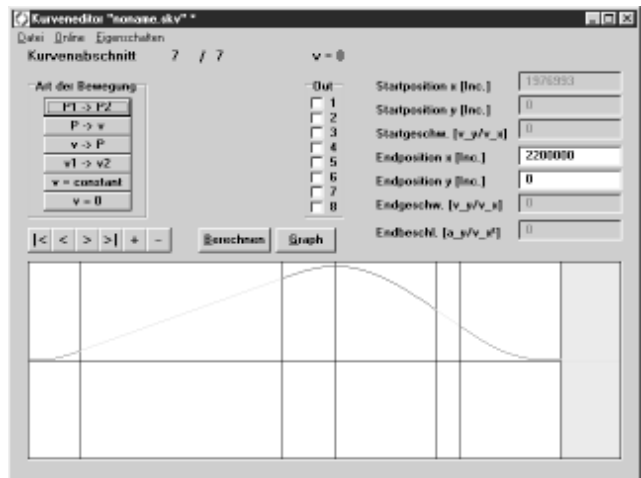 Kurveneditor "noname.skv" *
Datei Online Eigenschaften
Kurvenabschnitt 7 / 7 v = 0
Art der Bewegung
P1 -> P2
P -> v
v -> P
v1 -> v2
v = constant
v = 0
Out
1
2
3
4
5
6
7
8
Startposition x [Inc.] 1976993
Startposition y [Inc.] 0
Startgeschw. [v_y/v_x] 0
Endposition x [Inc.] 2200000
Endposition y [Inc.] 0
Endgeschw. [v_y/v_x] 0
Endbeschl. [a_y/v_x²] 0
|< < > >| + - Berechnen Graph